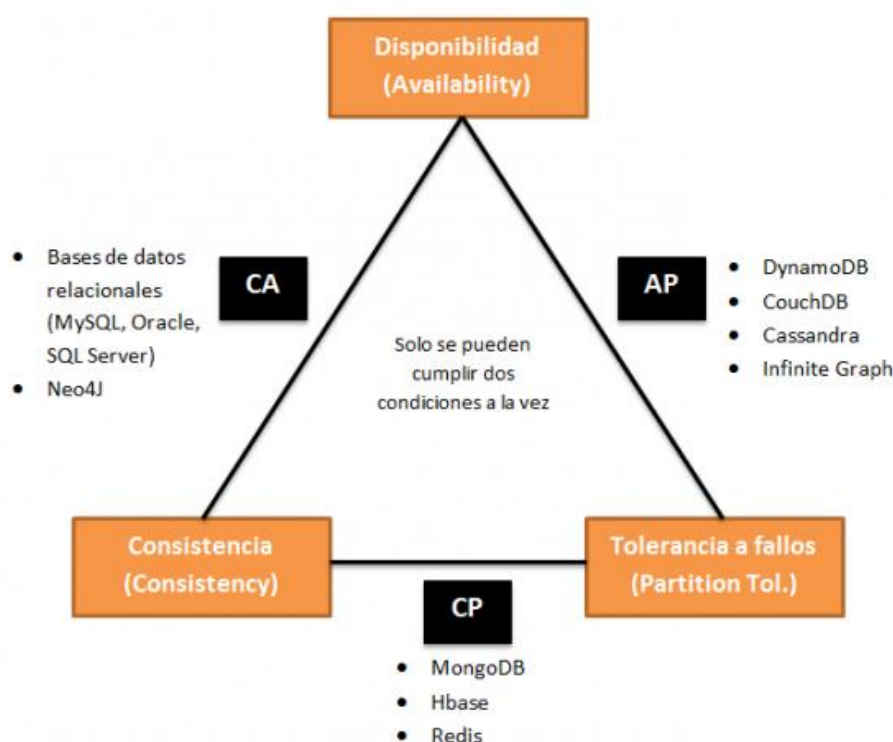 Disponibilidad
(Availability)
• Bases de datos
relacionales
(MySQL, Oracle,
SQL Server)
• Neo4J
CA
AP
• DynamoDB
• CouchDB
• Cassandra
• Infinite Graph
Solo se pueden
cumplir dos
condiciones a la vez
Consistencia
(Consistency)
Tolerancia a fallos
(Partition Tol.)
CP
• MongoDB
• Hbase
• Redis